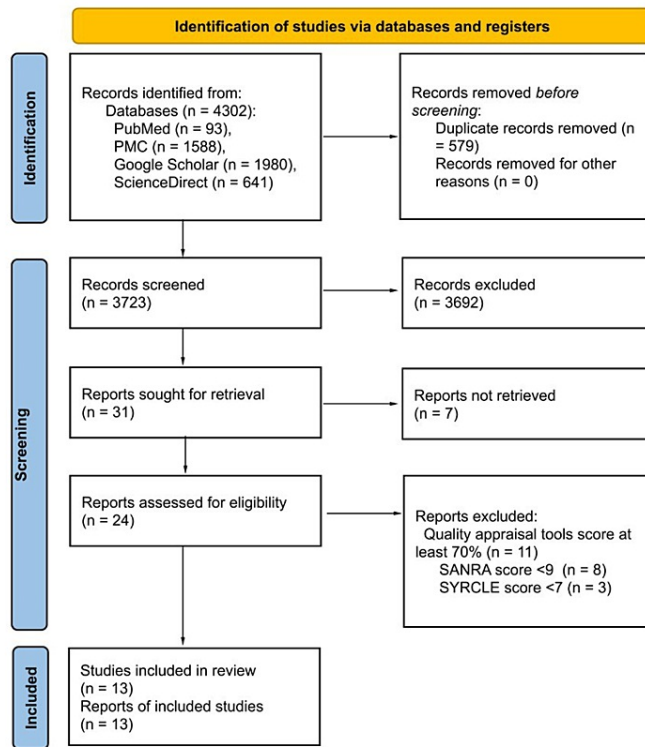 Identification of studies via databases and registers
Identification
Records identified from:
Databases (n = 4302):
PubMed (n = 93),
PMC (n = 1588),
Google Scholar (n = 1980),
ScienceDirect (n = 641)
Records removed before
screening:
Duplicate records removed (n
= 579)
Records removed for other
reasons (n = 0)
Screening
Records screened
(n = 3723)
Records excluded
(n = 3692)
Reports sought for retrieval
(n = 31)
Reports not retrieved
(n = 7)
Reports assessed for eligibility
(n = 24)
Reports excluded:
Quality appraisal tools score at
least 70% (n = 11)
SANRA score <9 (n = 8)
SYRCLE score <7 (n = 3)
Included
Studies included in review
(n = 13)
Reports of included studies
(n = 13)